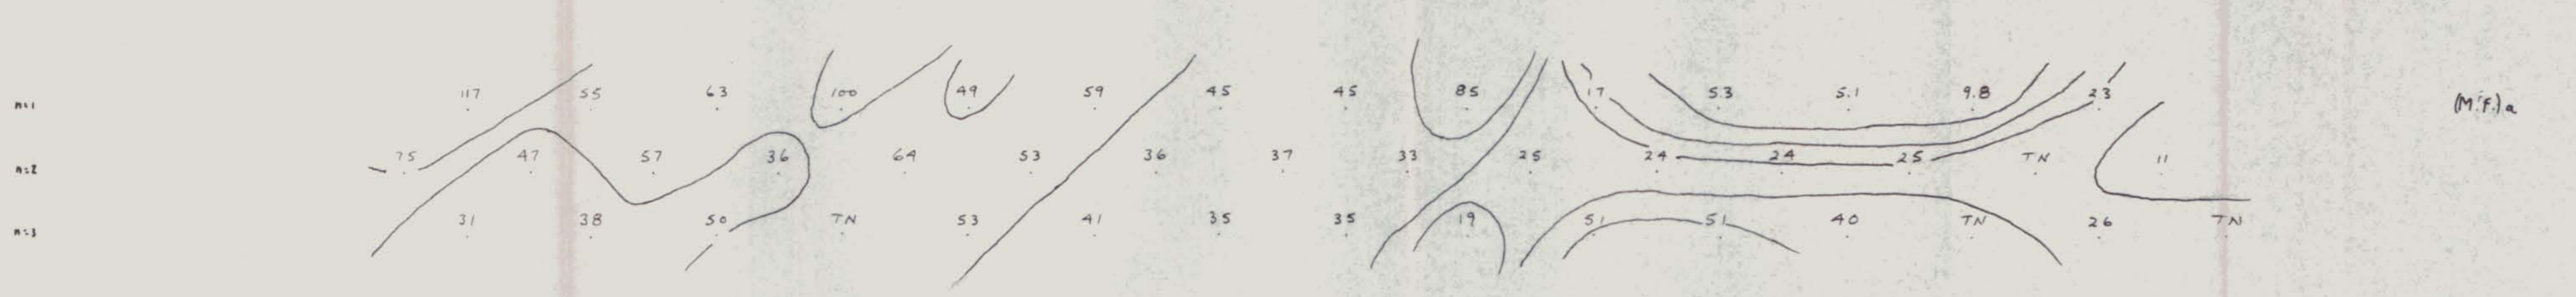 n=1 117 55 63 100 49 59 45 45 85 17 5.3 5.1 9.8 23 (M.F.)a
n=2 75 47 57 36 64 53 36 37 33 25 24 24 25 TN 11
n=3 31 38 50 TN 53 41 35 35 19 51 51 40 TN 26 TN